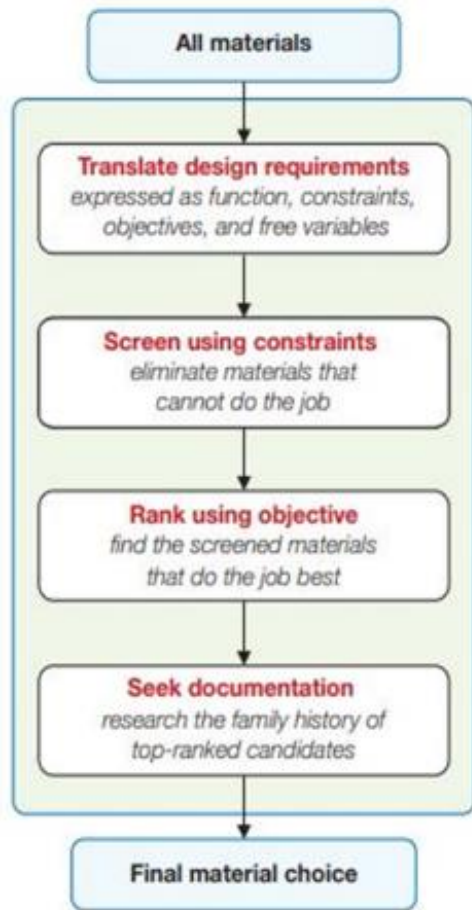 All materials
Translate design requirements
expressed as function, constraints,
objectives, and free variables
Screen using constraints
eliminate materials that
cannot do the job
Rank using objective
find the screened materials
that do the job best
Seek documentation
research the family history of
top-ranked candidates
Final material choice